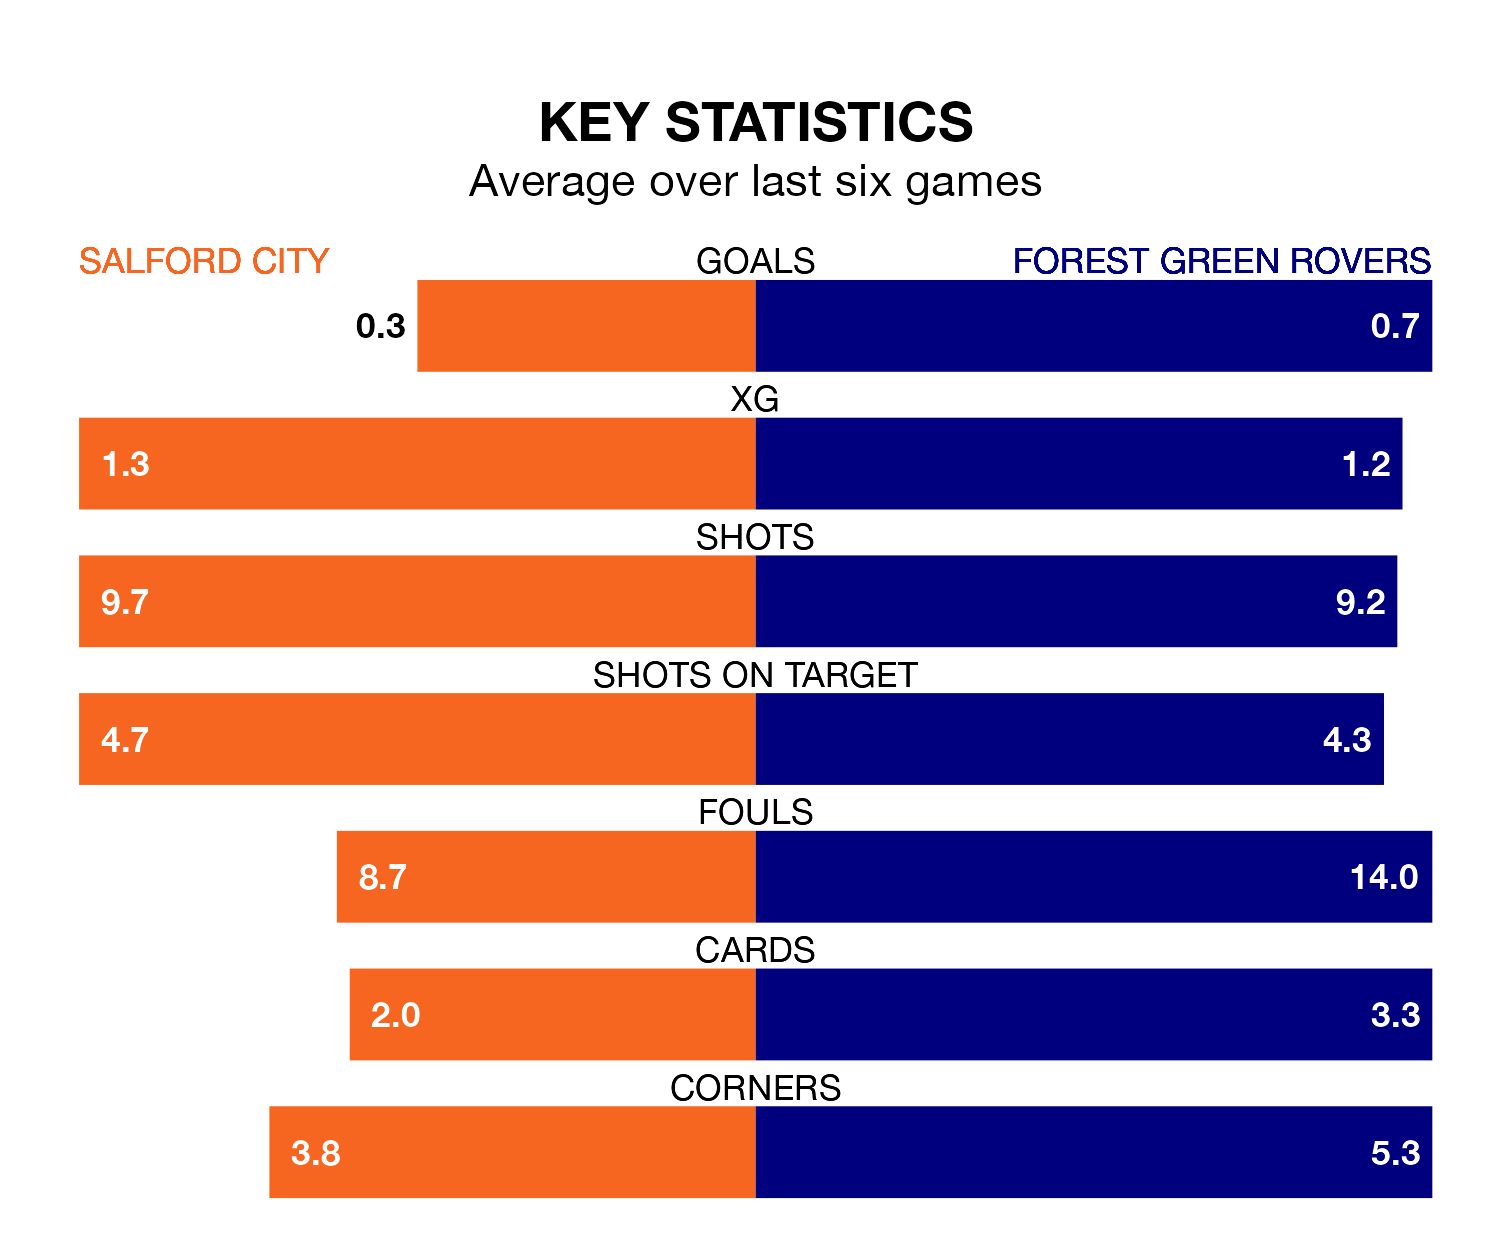 KEY STATISTICS
Average over last six games
SALFORD CITY GOALS FOREST GREEN ROVERS
0.3 0.7
XG
1.3 1.2
SHOTS
9.7 9.2
SHOTS ON TARGET
4.7 4.3
FOULS
8.7 14.0
CARDS
2.0 3.3
CORNERS
3.8 5.3